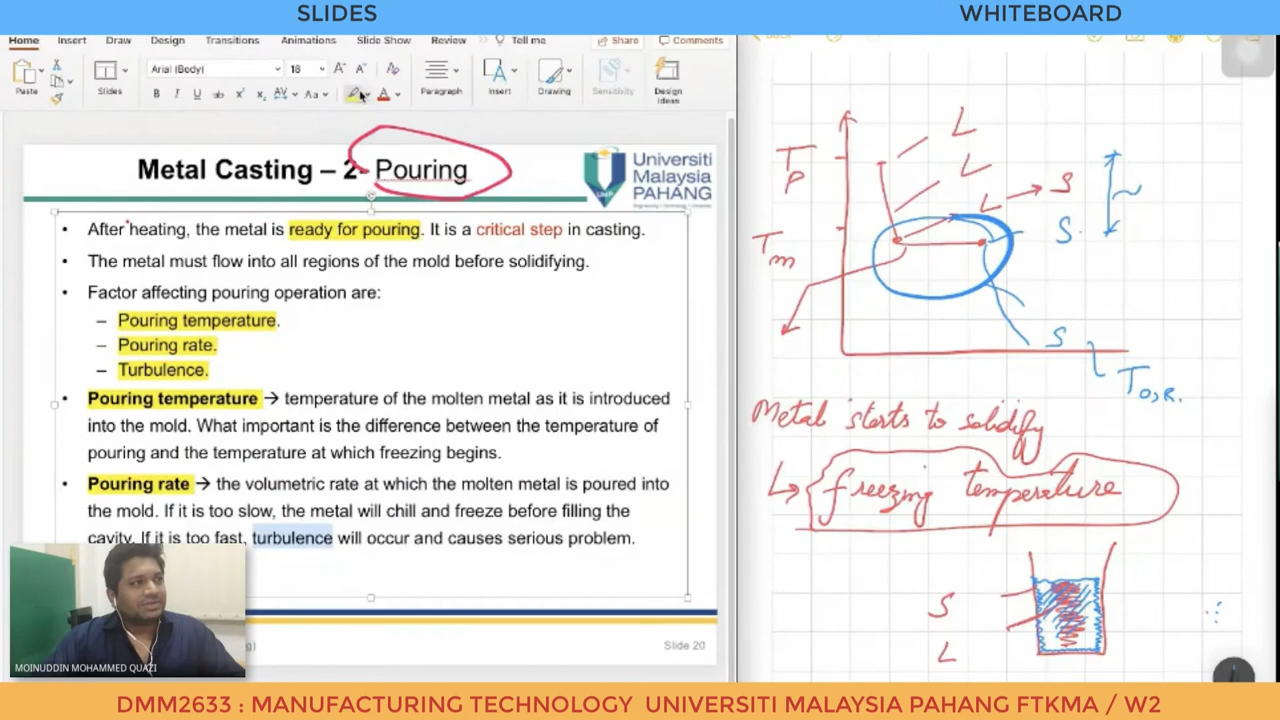 SLIDES
WHITEBOARD
Home Insert Draw Design Transitions Animations Slide Show Review Tell me Share Comments
Arial (Body) 18
Paste Slides Paragraph Insert Drawing Sensitivity Design Ideas
Metal Casting – 2- Pouring
Universiti
Malaysia
PAHANG
• After heating, the metal is ready for pouring. It is a critical step in casting.
• The metal must flow into all regions of the mold before solidifying.
• Factor affecting pouring operation are:
– Pouring temperature.
– Pouring rate.
– Turbulence.
• Pouring temperature → temperature of the molten metal as it is introduced
into the mold. What important is the difference between the temperature of
pouring and the temperature at which freezing begins.
• Pouring rate → the volumetric rate at which the molten metal is poured into
the mold. If it is too slow, the metal will chill and freeze before filling the
cavity. If it is too fast, turbulence will occur and causes serious problem.
Slide 20
MOINUDDIN MOHAMMED QUAZI
Tp
L
L
L → S
Tm
S
S
Metal starts to solidify
↳ freezing temperature
S
L
DMM2633 : MANUFACTURING TECHNOLOGY UNIVERSITI MALAYSIA PAHANG FTKMA / W2